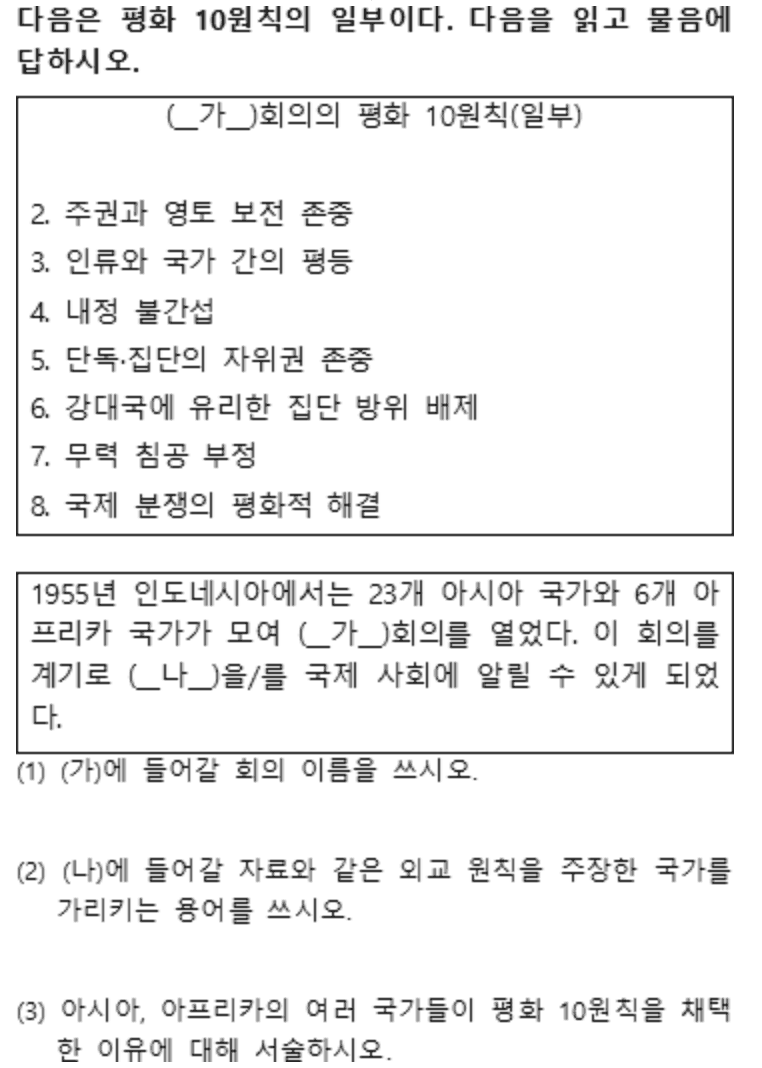 다음은 평화 10원칙의 일부이다. 다음을 읽고 물음에
답하시오.
(_가_)회의의 평화 10원칙(일부)
2. 주권과 영토 보전 존중
3. 인류와 국가 간의 평등
4. 내정 불간섭
5. 단독·집단의 자위권 존중
6. 강대국에 유리한 집단 방위 배제
7. 무력 침공 부정
8. 국제 분쟁의 평화적 해결
1955년 인도네시아에서는 23개 아시아 국가와 6개 아
프리카 국가가 모여 (_가_)회의를 열었다. 이 회의를
계기로 (_나_)을/를 국제 사회에 알릴 수 있게 되었
다.
(1) (가)에 들어갈 회의 이름을 쓰시오.
(2) (나)에 들어갈 자료와 같은 외교 원칙을 주장한 국가를
가리키는 용어를 쓰시오.
(3) 아시아, 아프리카의 여러 국가들이 평화 10원칙을 채택
한 이유에 대해 서술하시오.